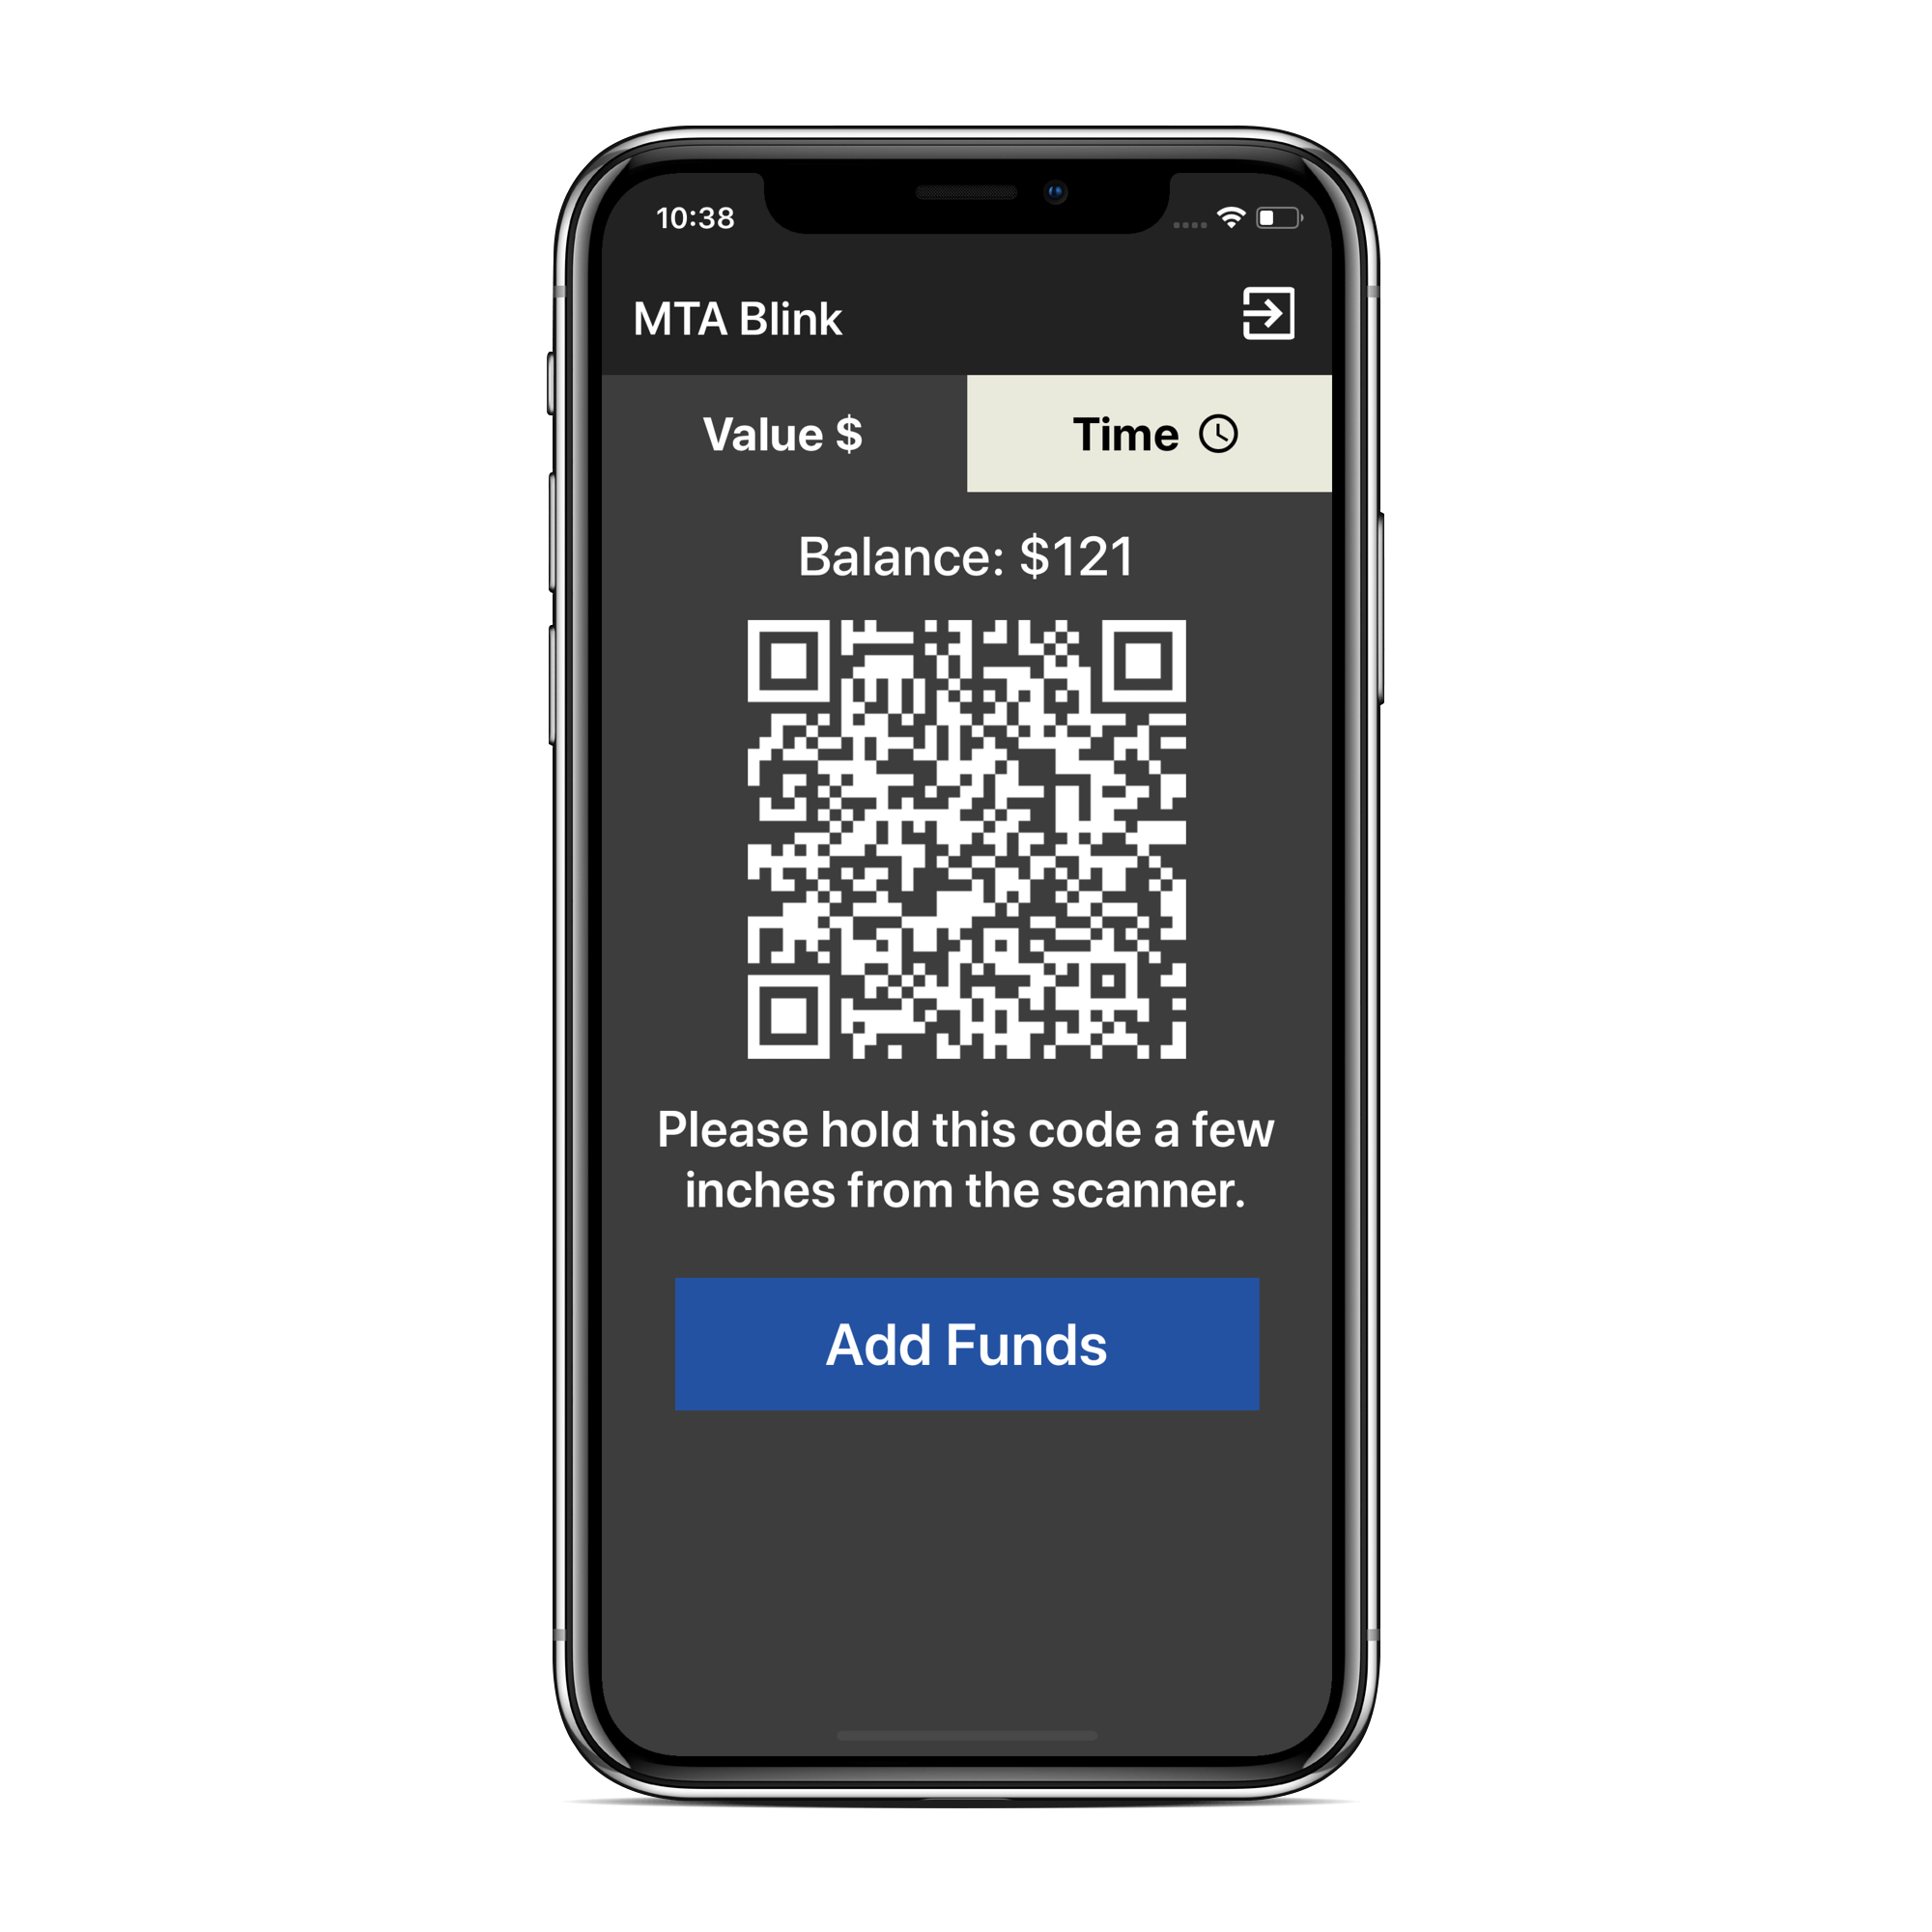 10:38
MTA Blink
Value $
Time
Balance: $121
Please hold this code a few
inches from the scanner.
Add Funds